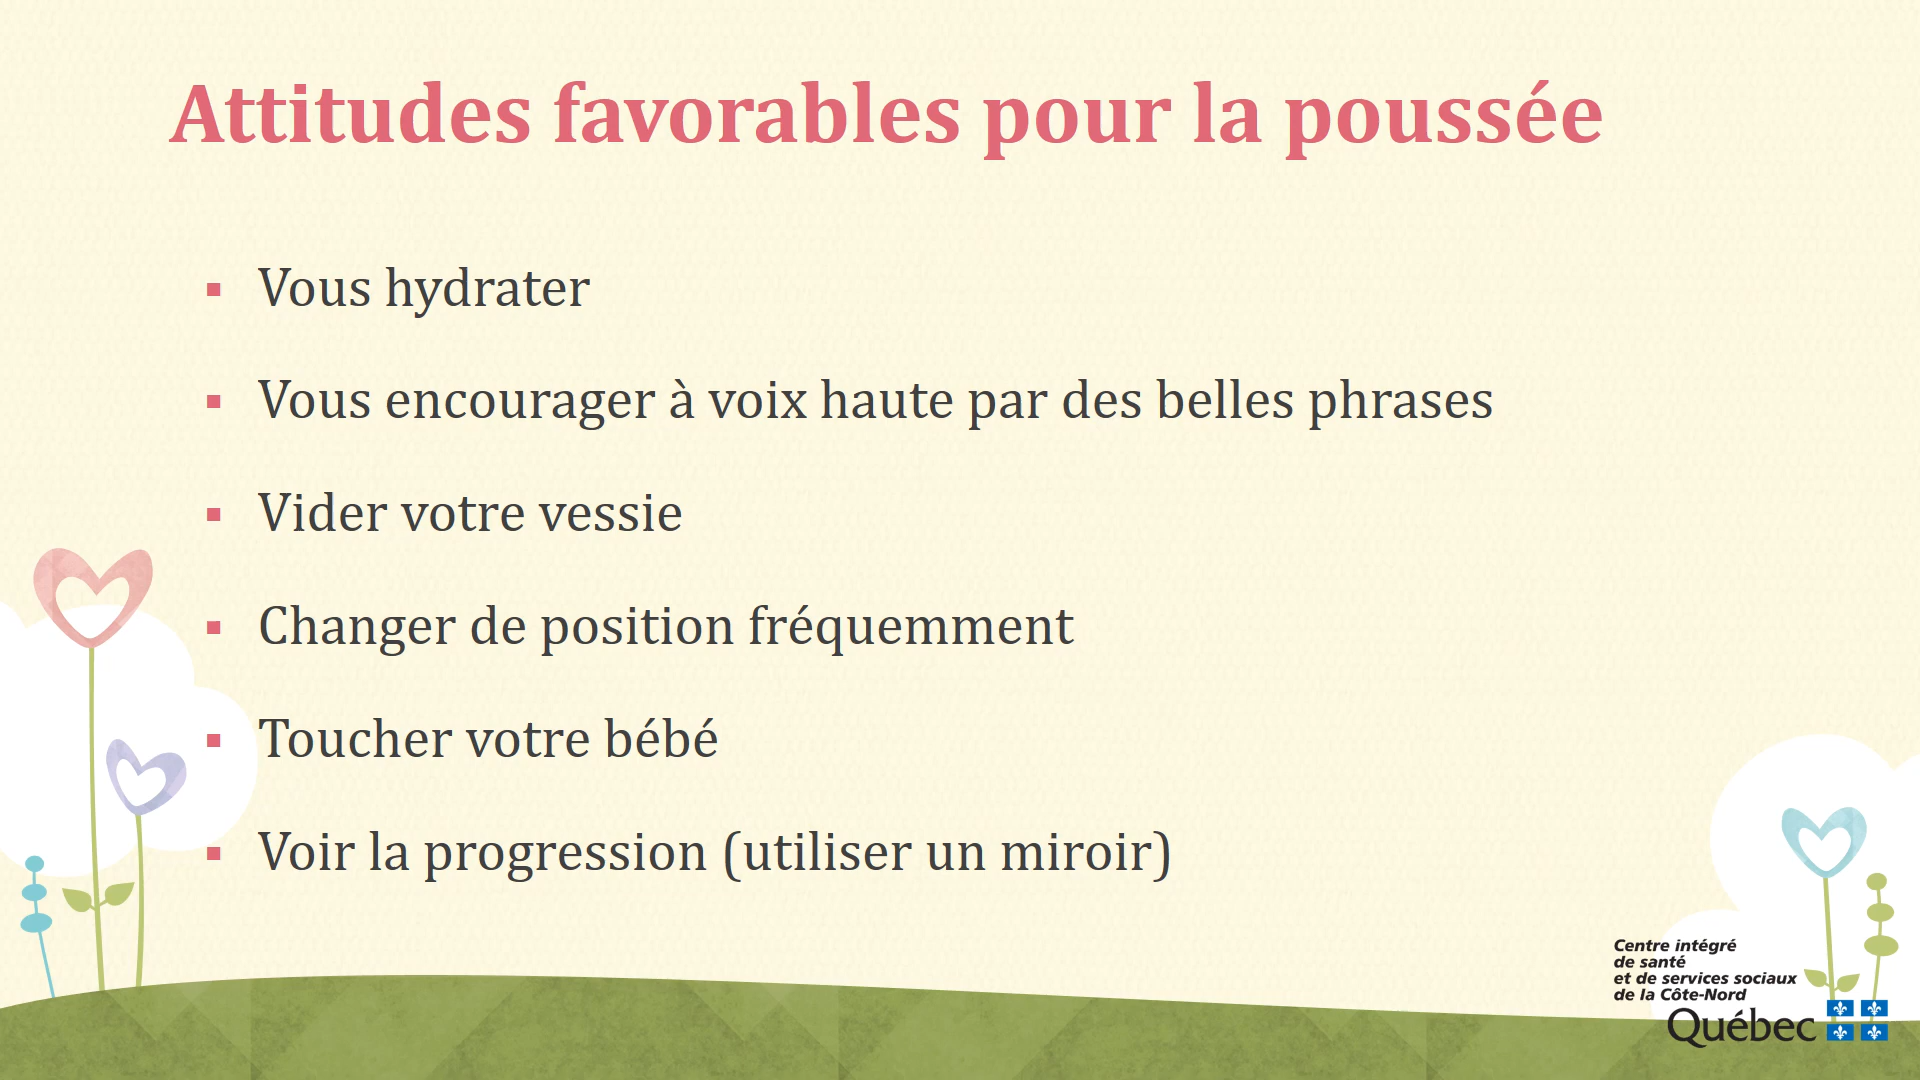 Attitudes favorables pour la poussée
▪ Vous hydrater
▪ Vous encourager à voix haute par des belles phrases
▪ Vider votre vessie
▪ Changer de position fréquemment
▪ Toucher votre bébé
▪ Voir la progression (utiliser un miroir)
Centre intégré
de santé
et de services sociaux
de la Côte-Nord
Québec